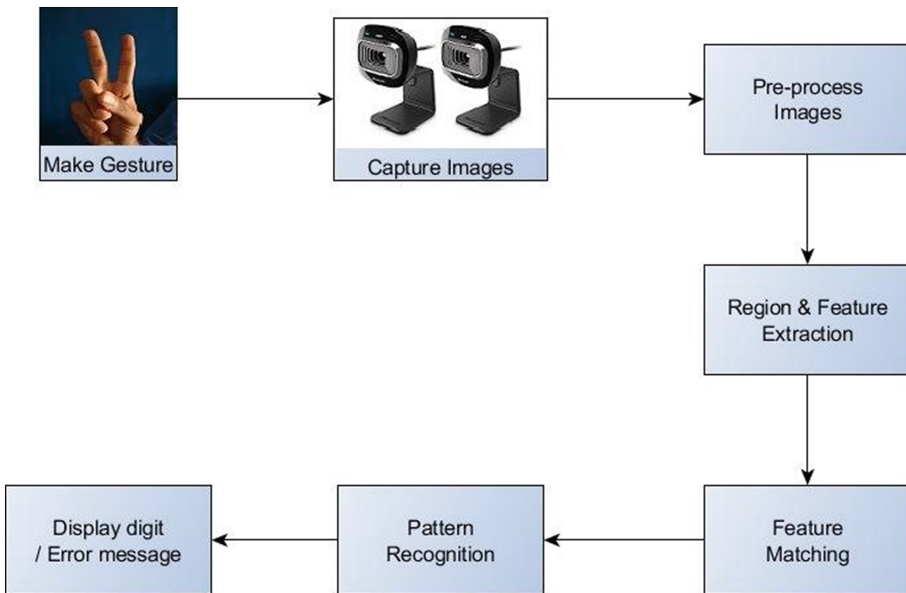 Make Gesture
Capture Images
Pre-process
Images
Region & Feature
Extraction
Feature
Matching
Pattern
Recognition
Display digit
/ Error message